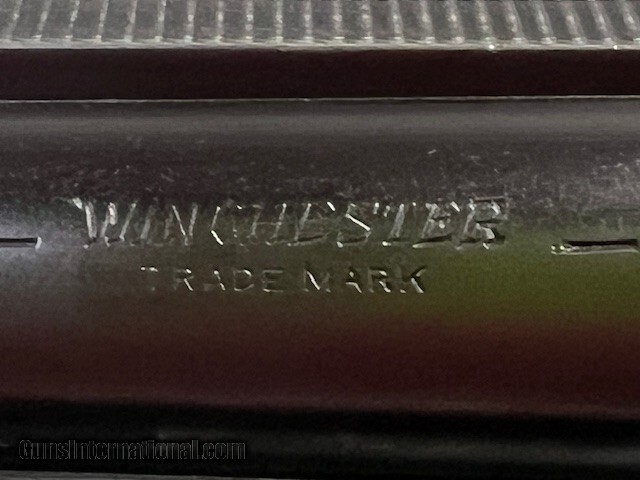 — WINCHESTER —
TRADE MARK
GunsInternational.com